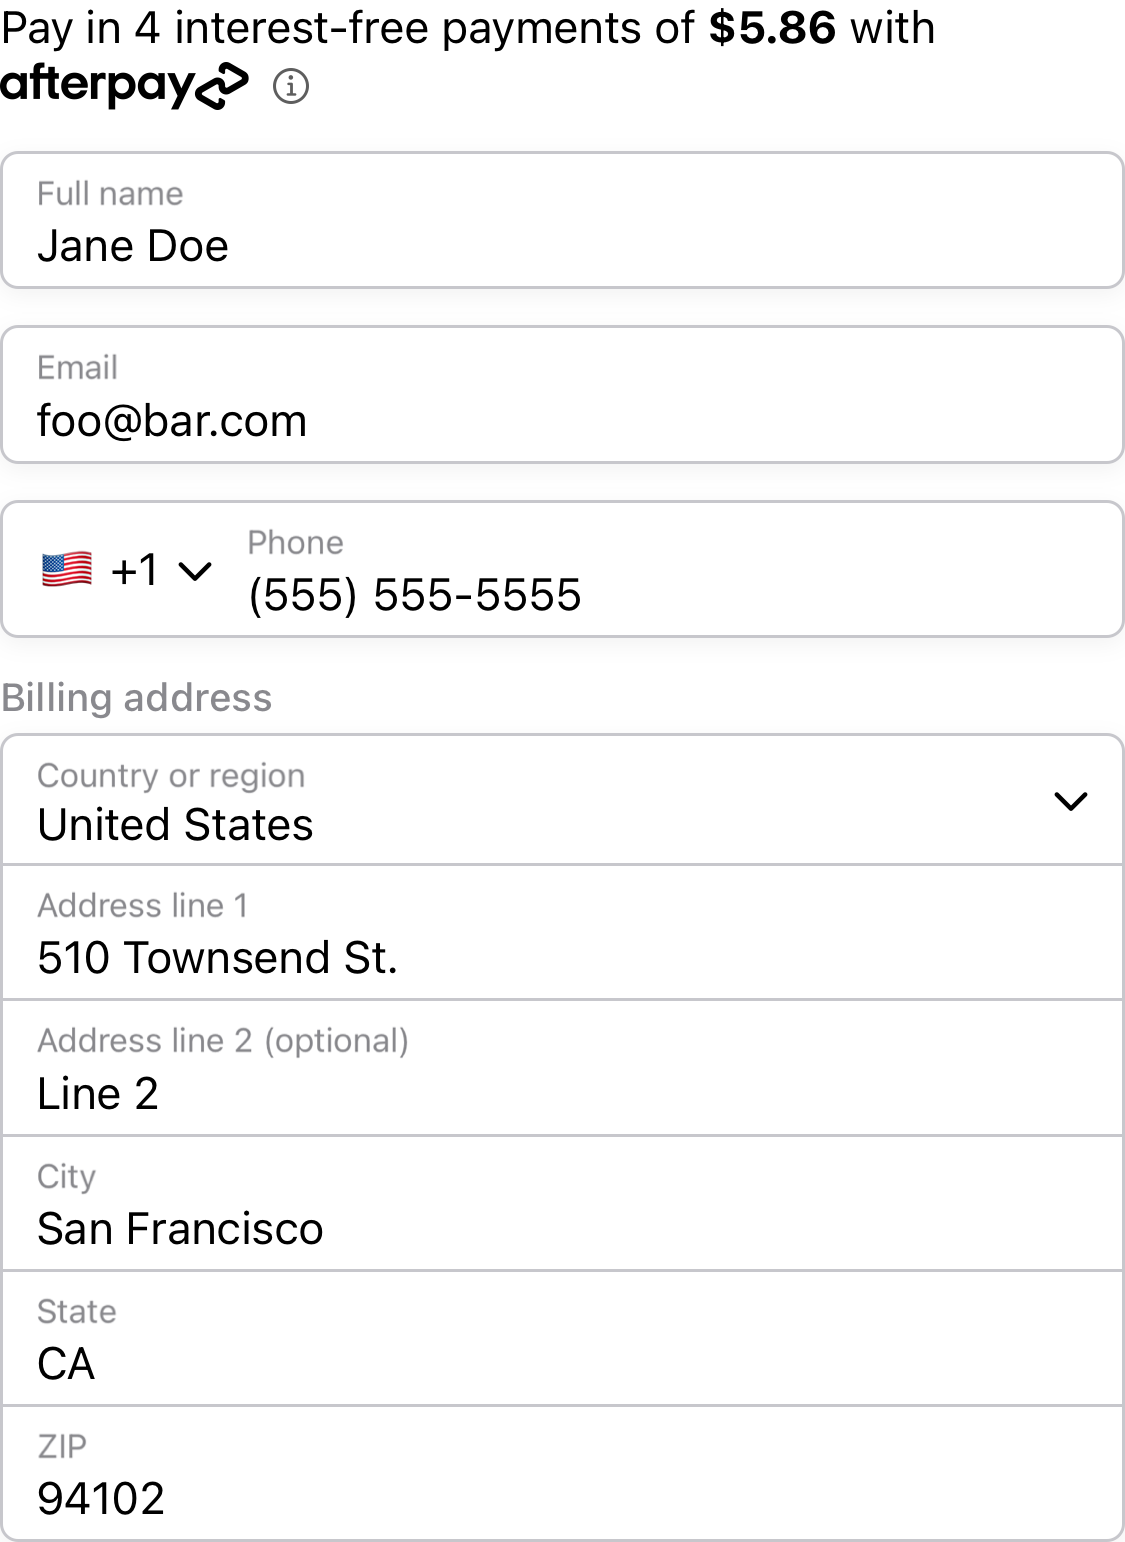 Pay in 4 interest-free payments of $5.86 with
afterpay
Full name
Jane Doe
Email
foo@bar.com
+1
Phone
(555) 555-5555
Billing address
Country or region
United States
Address line 1
510 Townsend St.
Address line 2 (optional)
Line 2
City
San Francisco
State
CA
ZIP
94102